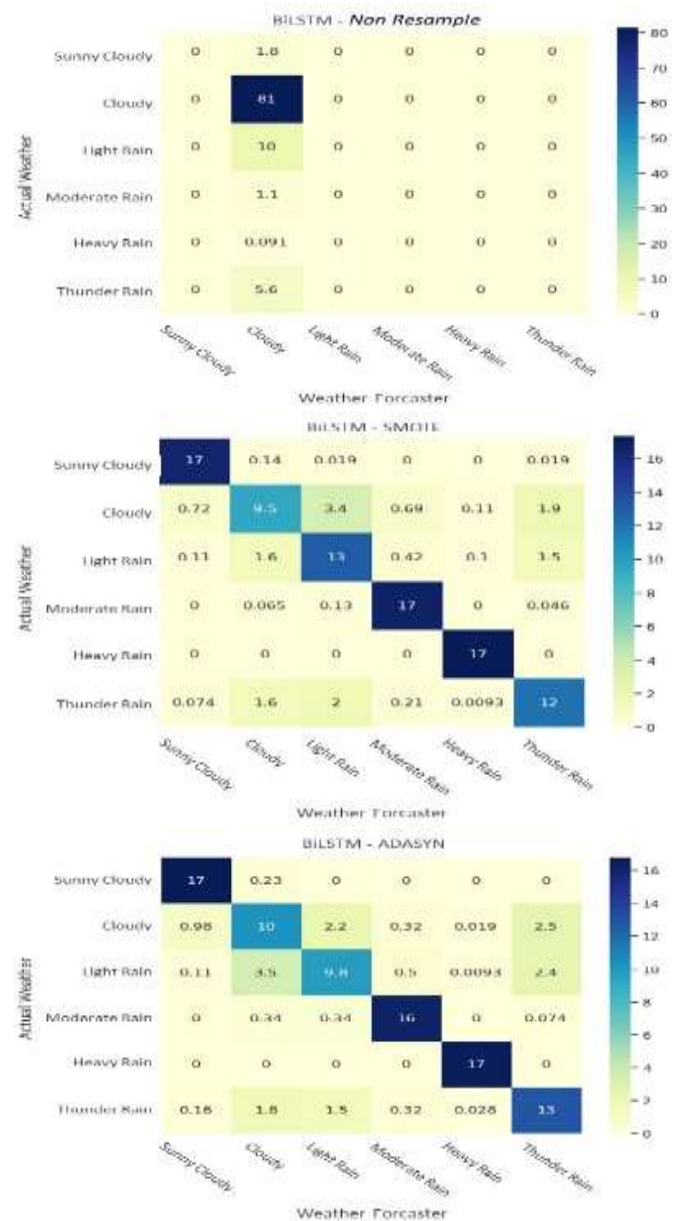 BiLSTM - Non Resample
Sunny Cloudy 0 1.8 0 0 0 0
Cloudy 0 81 0 0 0 0
Light Rain 0 10 0 0 0 0
Moderate Rain 0 1.1 0 0 0 0
Heavy Rain 0 0.091 0 0 0 0
Thunder Rain 0 5.6 0 0 0 0
Actual Weather
80
70
60
50
40
30
20
10
0
Sunny Cloudy Cloudy Light Rain Moderate Rain Heavy Rain Thunder Rain
Weather Forcaster
BiLSTM - SMOTE
Sunny Cloudy 17 0.14 0.019 0 0 0.019
Cloudy 0.72 9.5 3.4 0.69 0.11 1.9
Light Rain 0.11 1.6 13 0.42 0.1 1.5
Moderate Rain 0 0.065 0.13 17 0 0.046
Heavy Rain 0 0 0 0 17 0
Thunder Rain 0.074 1.6 2 0.21 0.0093 12
Actual Weather
16
14
12
10
8
6
4
2
0
Sunny Cloudy Cloudy Light Rain Moderate Rain Heavy Rain Thunder Rain
Weather Forcaster
BiLSTM - ADASYN
Sunny Cloudy 17 0.23 0 0 0 0
Cloudy 0.98 10 2.2 0.32 0.019 2.5
Light Rain 0.11 3.5 9.8 0.5 0.0093 2.4
Moderate Rain 0 0.34 0.34 16 0 0.074
Heavy Rain 0 0 0 0 17 0
Thunder Rain 0.16 1.8 1.5 0.32 0.028 13
Actual Weather
16
14
12
10
8
6
4
2
0
Sunny Cloudy Cloudy Light Rain Moderate Rain Heavy Rain Thunder Rain
Weather Forcaster